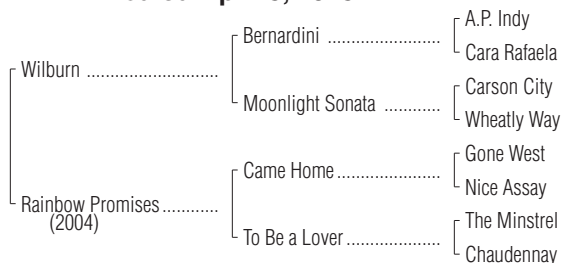 A.P. Indy
Bernardini ........................
Cara Rafaela
Wilburn ............................
Carson City
Moonlight Sonata ............
Wheatly Way
Gone West
Came Home......................
Nice Assay
Rainbow Promises............
(2004)
The Minstrel
To Be a Lover....................
Chaudennay